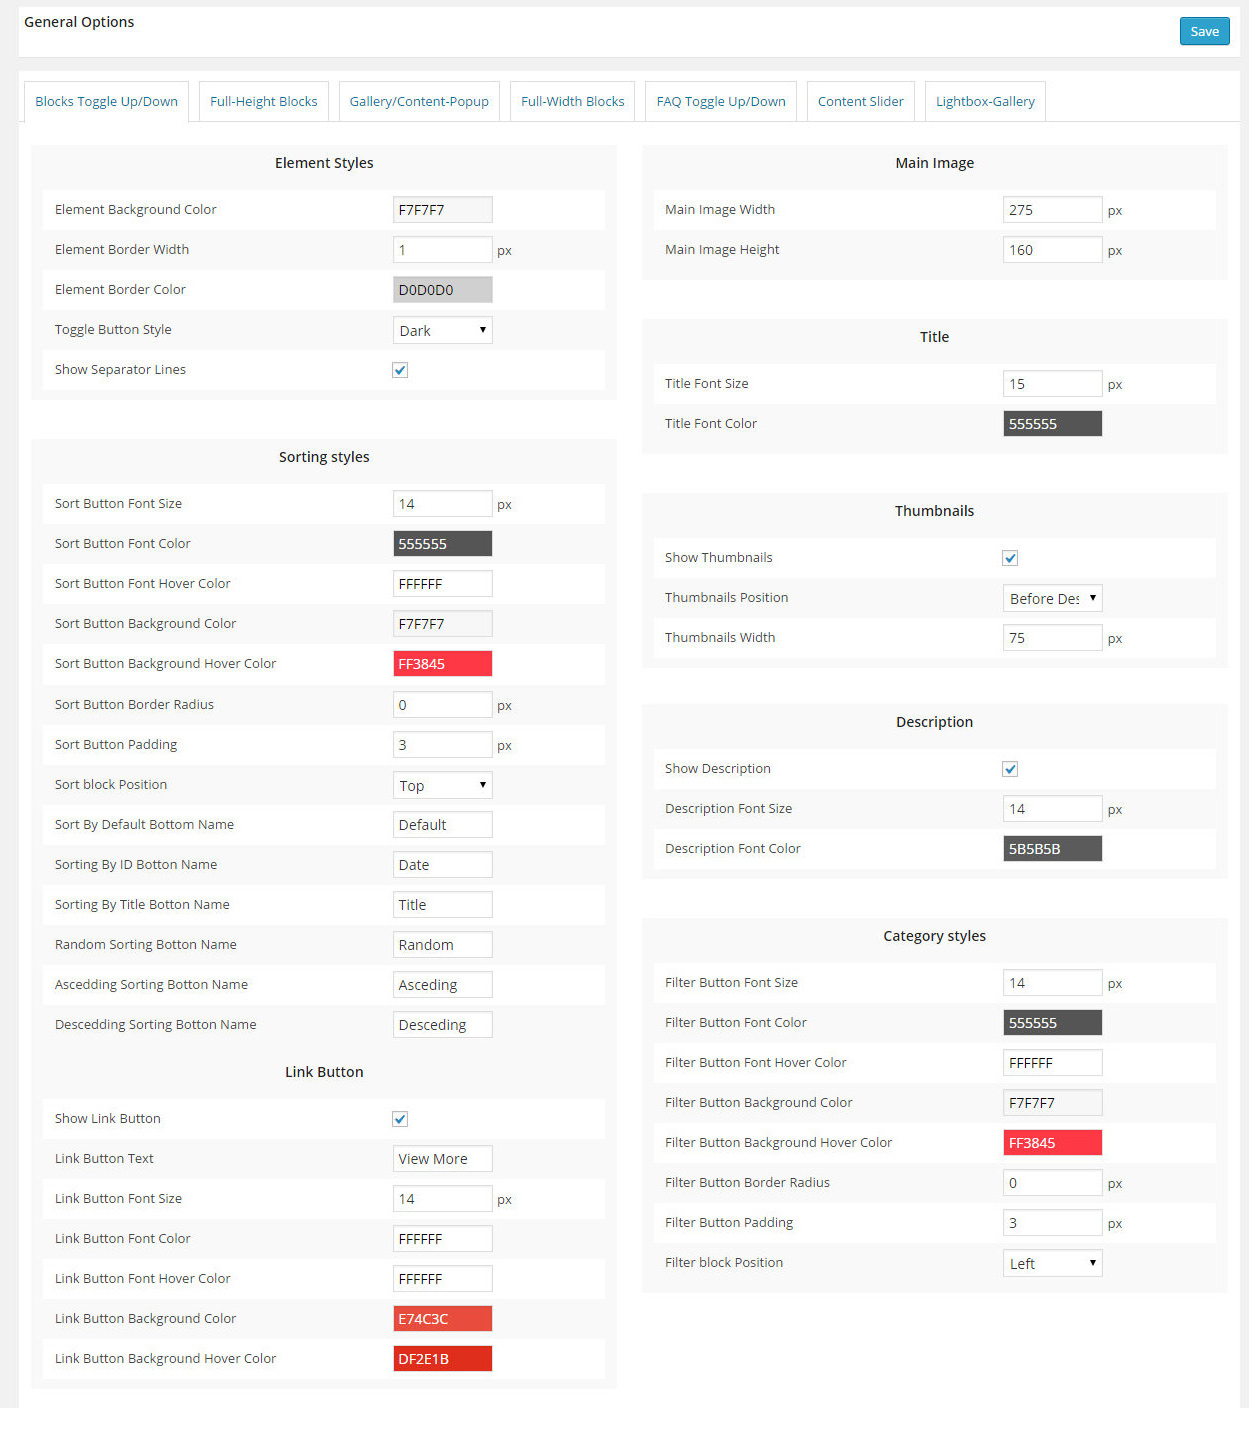 General Options
Save
Blocks Toggle Up/Down Full-Height Blocks Gallery/Content-Popup Full-Width Blocks FAQ Toggle Up/Down Content Slider Lightbox-Gallery
Element Styles
Element Background Color F7F7F7
Element Border Width 1 px
Element Border Color D0D0D0
Toggle Button Style Dark
Show Separator Lines
Sorting styles
Sort Button Font Size 14 px
Sort Button Font Color 555555
Sort Button Font Hover Color FFFFFF
Sort Button Background Color F7F7F7
Sort Button Background Hover Color FF3845
Sort Button Border Radius 0 px
Sort Button Padding 3 px
Sort block Position Top
Sort By Default Bottom Name Default
Sorting By ID Botton Name Date
Sorting By Title Botton Name Title
Random Sorting Botton Name Random
Ascedding Sorting Botton Name Asceding
Descedding Sorting Botton Name Desceding
Link Button
Show Link Button
Link Button Text View More
Link Button Font Size 14 px
Link Button Font Color FFFFFF
Link Button Font Hover Color FFFFFF
Link Button Background Color E74C3C
Link Button Background Hover Color DF2E1B
Main Image
Main Image Width 275 px
Main Image Height 160 px
Title
Title Font Size 15 px
Title Font Color 555555
Thumbnails
Show Thumbnails
Thumbnails Position Before Des
Thumbnails Width 75 px
Description
Show Description
Description Font Size 14 px
Description Font Color 5B5B5B
Category styles
Filter Button Font Size 14 px
Filter Button Font Color 555555
Filter Button Font Hover Color FFFFFF
Filter Button Background Color F7F7F7
Filter Button Background Hover Color FF3845
Filter Button Border Radius 0 px
Filter Button Padding 3 px
Filter block Position Left